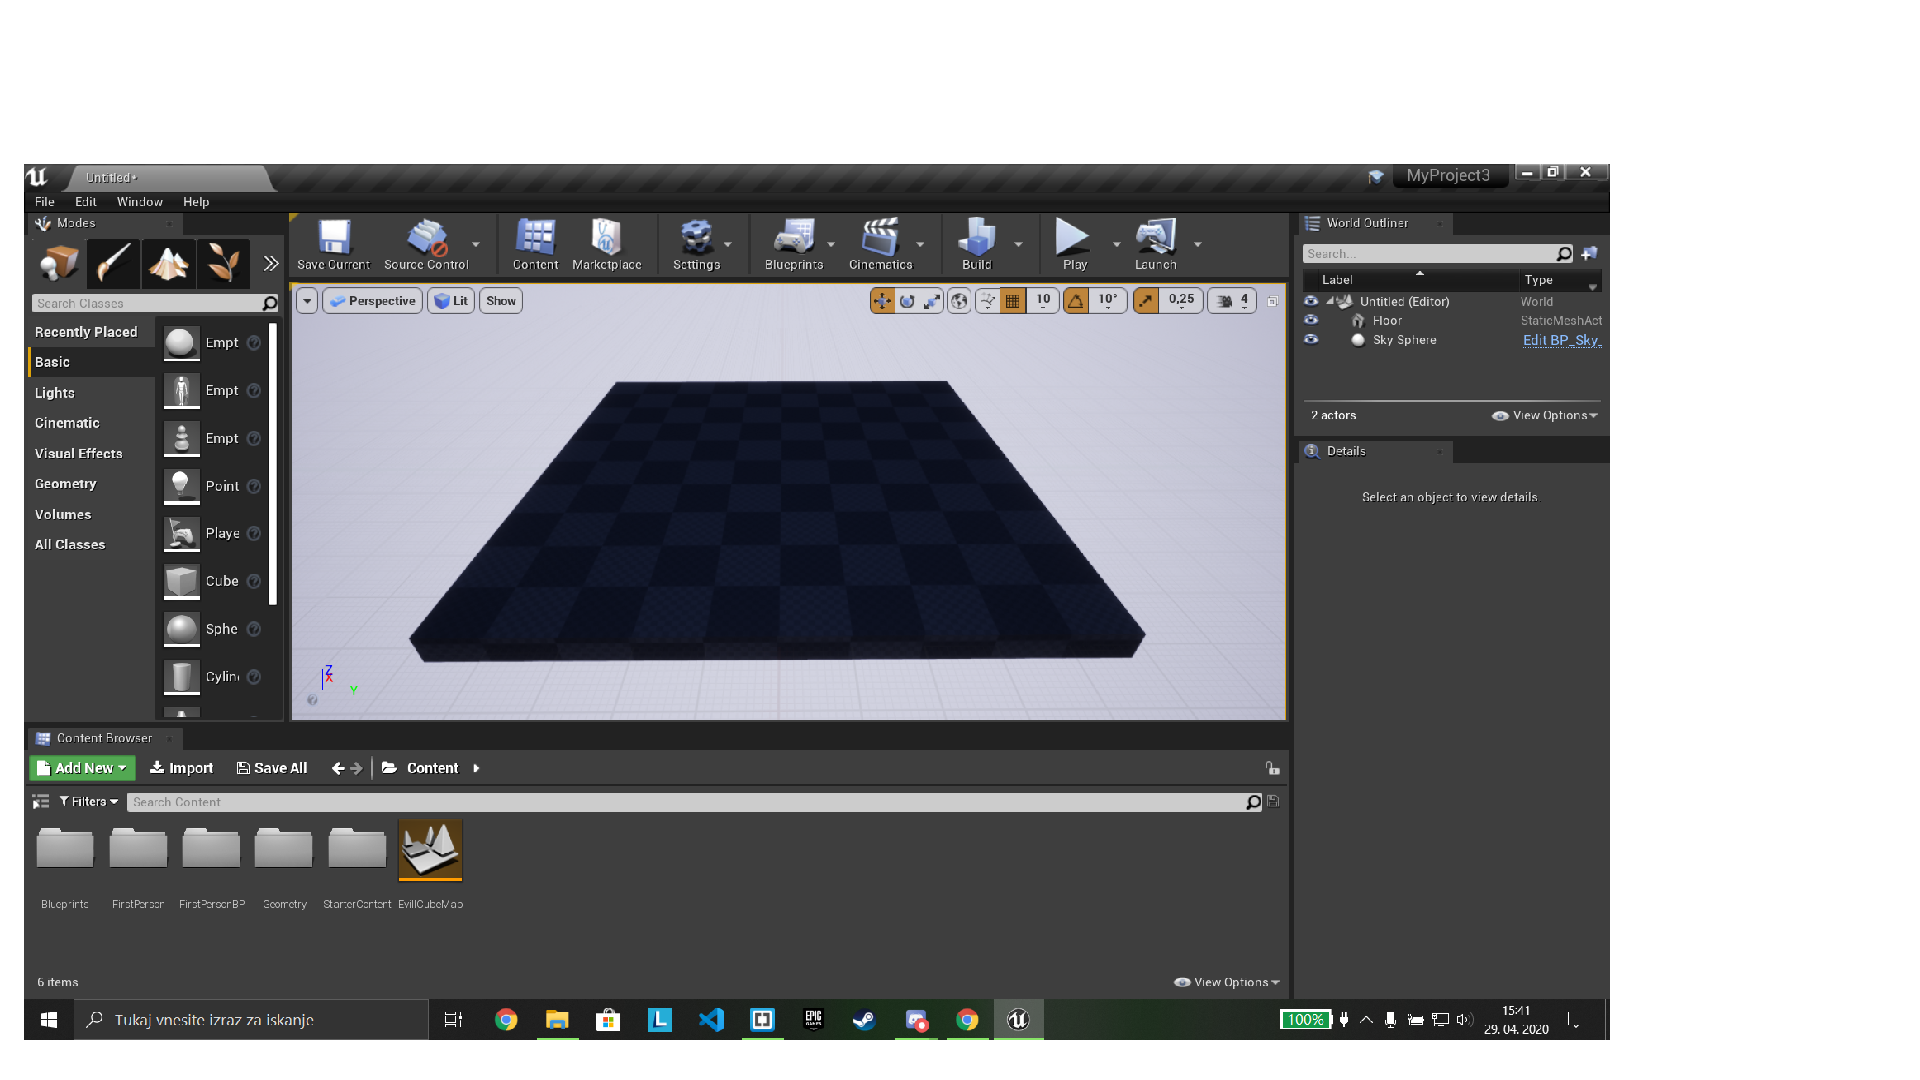 Untitled*
MyProject3
File Edit Window Help
Modes
Save Current Source Control Content Marketplace Settings Blueprints Cinematics Build Play Launch
World Outliner
Search...
Label Type
Untitled (Editor) World
Floor StaticMeshAct
Sky Sphere Edit BP_Sky_
2 actors View Options
Details
Select an object to view details.
Search Classes
Recently Placed
Basic
Lights
Cinematic
Visual Effects
Geometry
Volumes
All Classes
Empt
Empt
Empt
Point
Playe
Cube
Sphe
Cylin
Perspective Lit Show
10 10° 0,25 4
Z
X
Y
Content Browser
Add New Import Save All Content
Filters Search Content
Blueprints FirstPerson FirstPersonBP Geometry StarterContent EvillCubeMap
6 items View Options
Tukaj vnesite izraz za iskanje
L
EPIC
GAMES
100%
15:41
29. 04. 2020